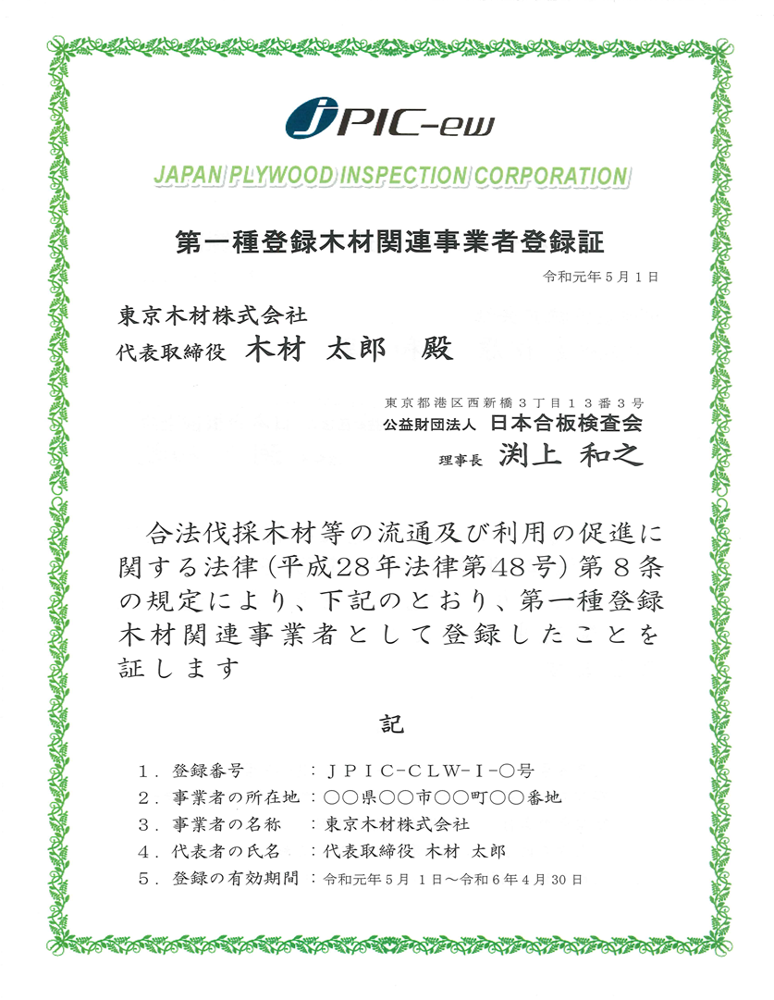 jPIC-ew
JAPAN PLYWOOD INSPECTION CORPORATION
第一種登録木材関連事業者登録証
令和元年5月1日
東京木材株式会社
代表取締役 木材 太郎 殿
東京都港区西新橋3丁目13番3号
公益財団法人 日本合板検査会
理事長 渕上 和之
合法伐採木材等の流通及び利用の促進に
関する法律(平成28年法律第48号)第8条
の規定により、下記のとおり、第一種登録
木材関連事業者として登録したことを
証します
記
1. 登録番号 :JPIC-CLW-I-〇号
2. 事業者の所在地:〇〇県〇〇市〇〇町〇〇番地
3. 事業者の名称 :東京木材株式会社
4. 代表者の氏名 :代表取締役 木材 太郎
5. 登録の有効期間:令和元年5月1日~令和6年4月30日